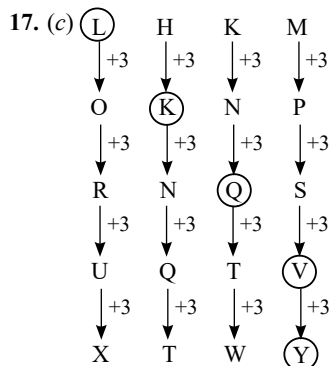 17. (c) L H K M
+3 +3 +3 +3
O K N P
+3 +3 +3 +3
R N Q S
+3 +3 +3 +3
U Q T V
+3 +3 +3 +3
X T W Y